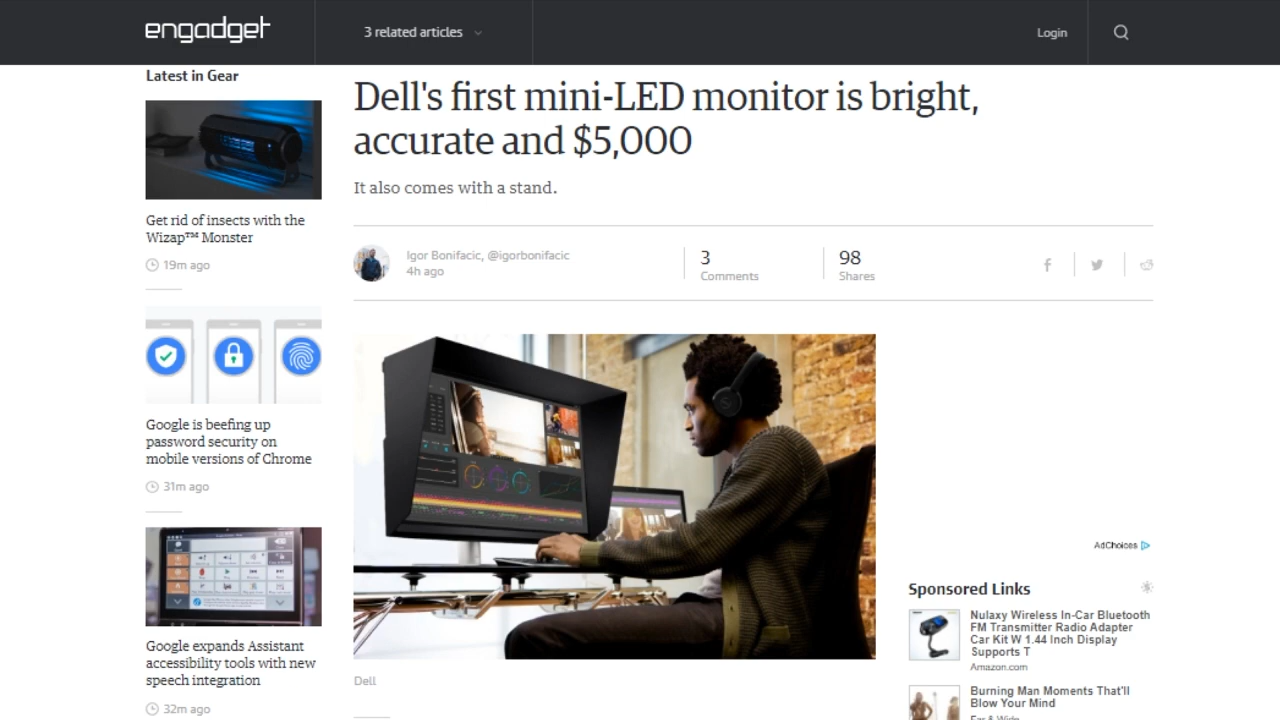 engadget
3 related articles
Login
Latest in Gear
Get rid of insects with the
Wizap™ Monster
19m ago
Google is beefing up
password security on
mobile versions of Chrome
31m ago
Google expands Assistant
accessibility tools with new
speech integration
32m ago
Dell's first mini-LED monitor is bright,
accurate and $5,000
It also comes with a stand.
Igor Bonifacic, @igorbonifacic
4h ago
3
Comments
98
Shares
Dell
AdChoices
Sponsored Links
Nulaxy Wireless In-Car Bluetooth
FM Transmitter Radio Adapter
Car Kit W 1.44 Inch Display
Supports T
Amazon.com
Burning Man Moments That'll
Blow Your Mind